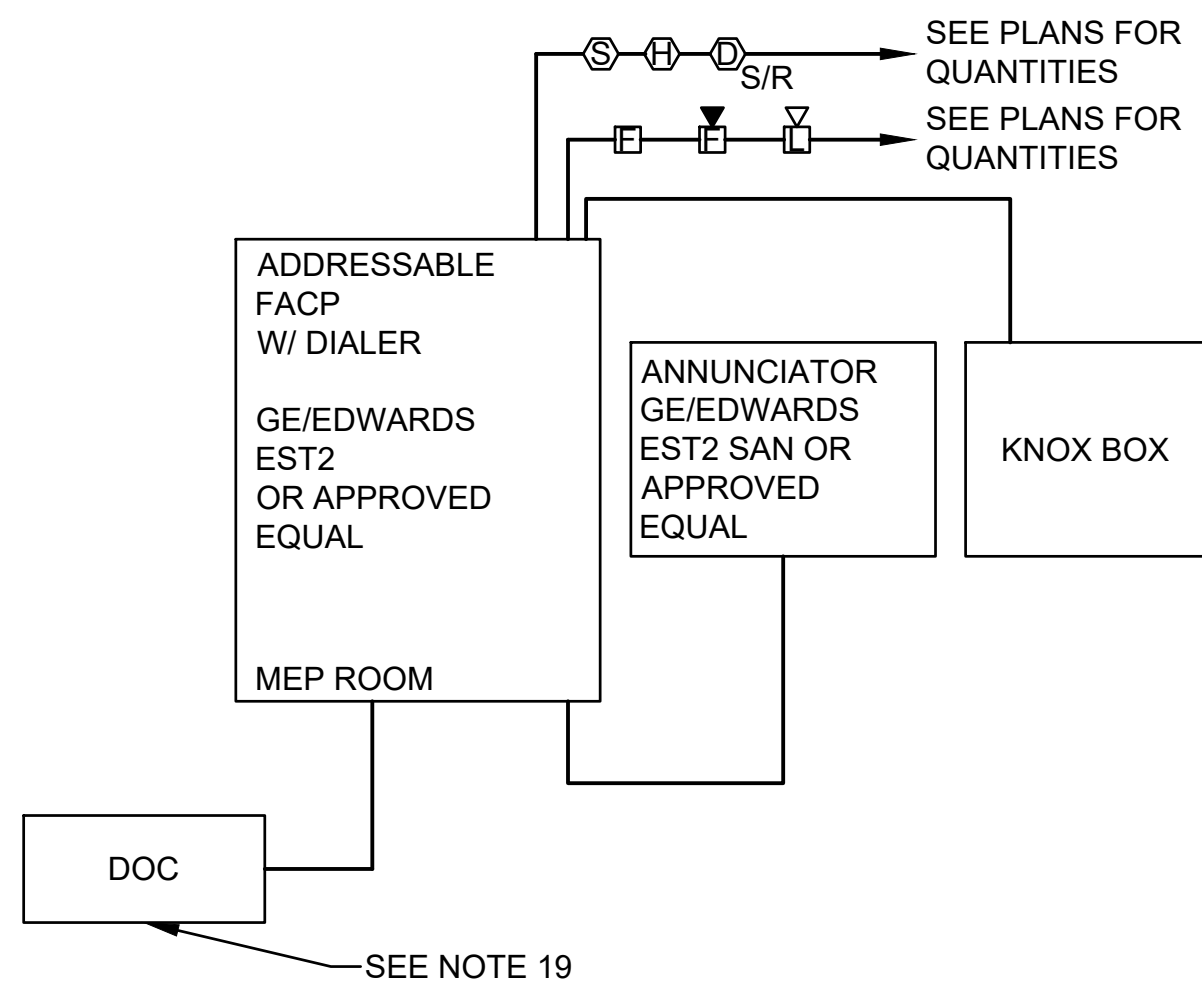 S H D
S/R
SEE PLANS FOR
QUANTITIES
F F L
SEE PLANS FOR
QUANTITIES
ADDRESSABLE
FACP
W/ DIALER
GE/EDWARDS
EST2
OR APPROVED
EQUAL
MEP ROOM
ANNUNCIATOR
GE/EDWARDS
EST2 SAN OR
APPROVED
EQUAL
KNOX BOX
DOC
SEE NOTE 19